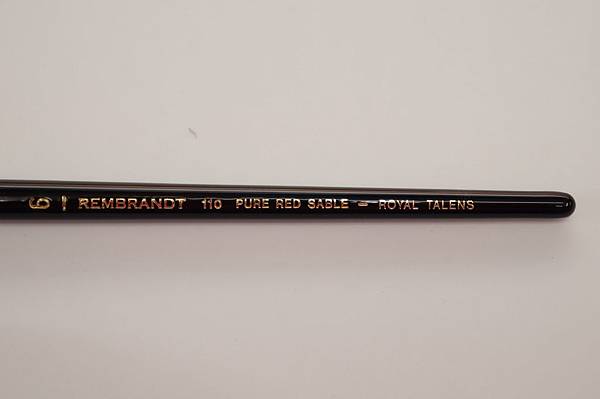 6 REMBRANDT 110 PURE RED SABLE = ROYAL TALENS